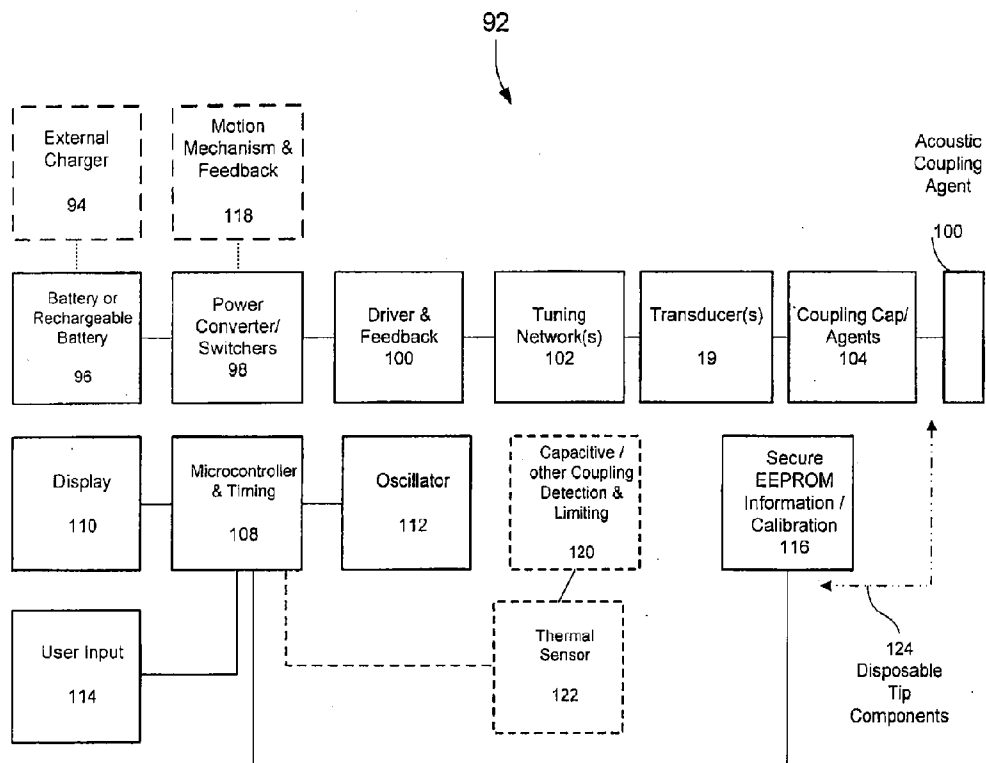 92
External
Charger
94
Motion
Mechanism &
Feedback
118
Acoustic
Coupling
Agent
100
Battery or
Rechargeable
Battery
96
Power
Converter/
Switchers
98
Driver &
Feedback
100
Tuning
Network(s)
102
Transducer(s)
19
Coupling Cap/
Agents
104
Display
110
Microcontroller
& Timing
108
Oscillator
112
Capacitive /
other Coupling
Detection &
Limiting
120
Secure
EEPROM
Information /
Calibration
116
User Input
114
Thermal
Sensor
122
124
Disposable
Tip
Components